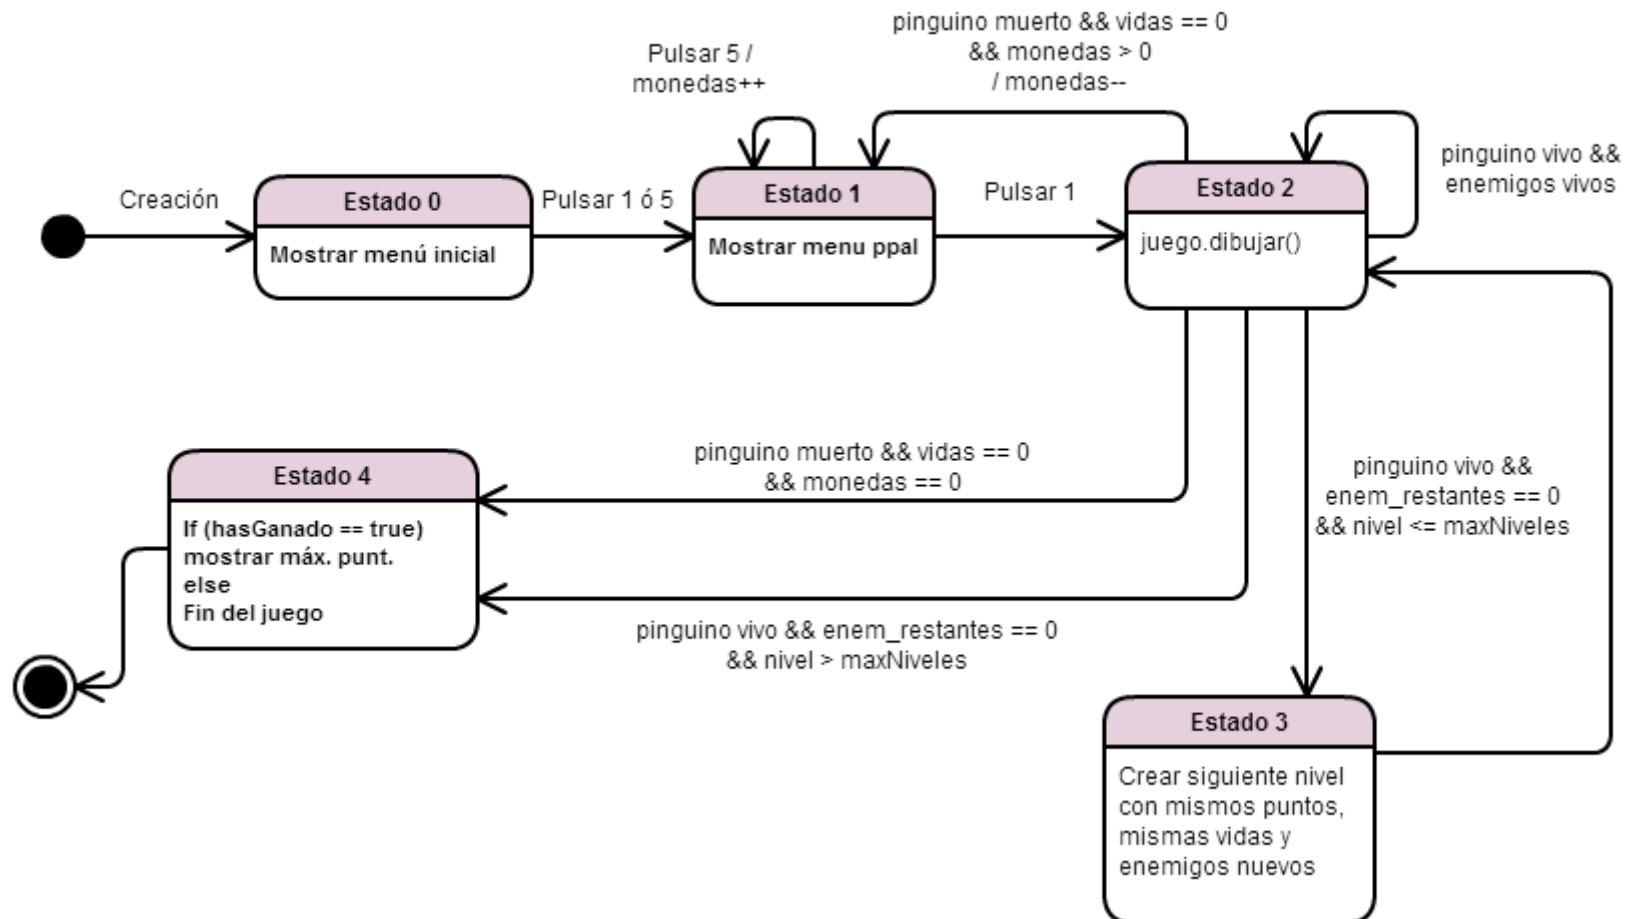 pinguino muerto && vidas == 0
&& monedas > 0
/ monedas--
Pulsar 5 /
monedas++
pinguino vivo &&
enemigos vivos
Creación
Estado 0
Mostrar menú inicial
Pulsar 1 ó 5
Estado 1
Mostrar menu ppal
Pulsar 1
Estado 2
juego.dibujar()
pinguino muerto && vidas == 0
&& monedas == 0
pinguino vivo &&
enem_restantes == 0
&& nivel <= maxNiveles
Estado 4
If (hasGanado == true)
mostrar máx. punt.
else
Fin del juego
pinguino vivo && enem_restantes == 0
&& nivel > maxNiveles
Estado 3
Crear siguiente nivel
con mismos puntos,
mismas vidas y
enemigos nuevos